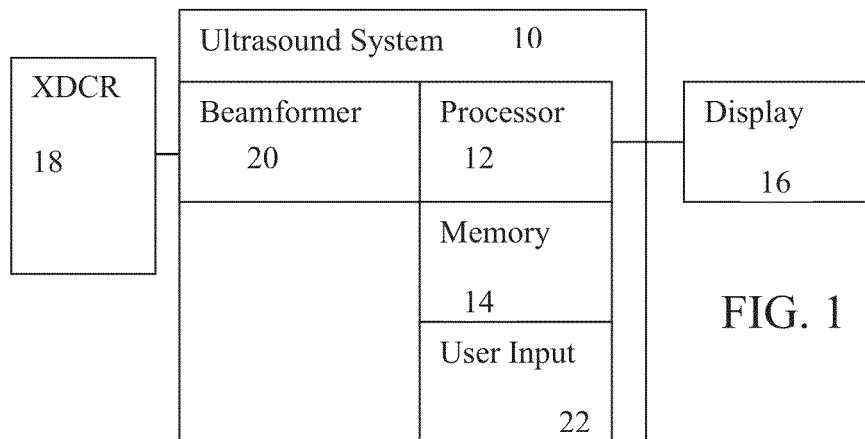 Ultrasound System 10
XDCR
18
Beamformer
20
Processor
12
Display
16
Memory
14
User Input
22
FIG. 1